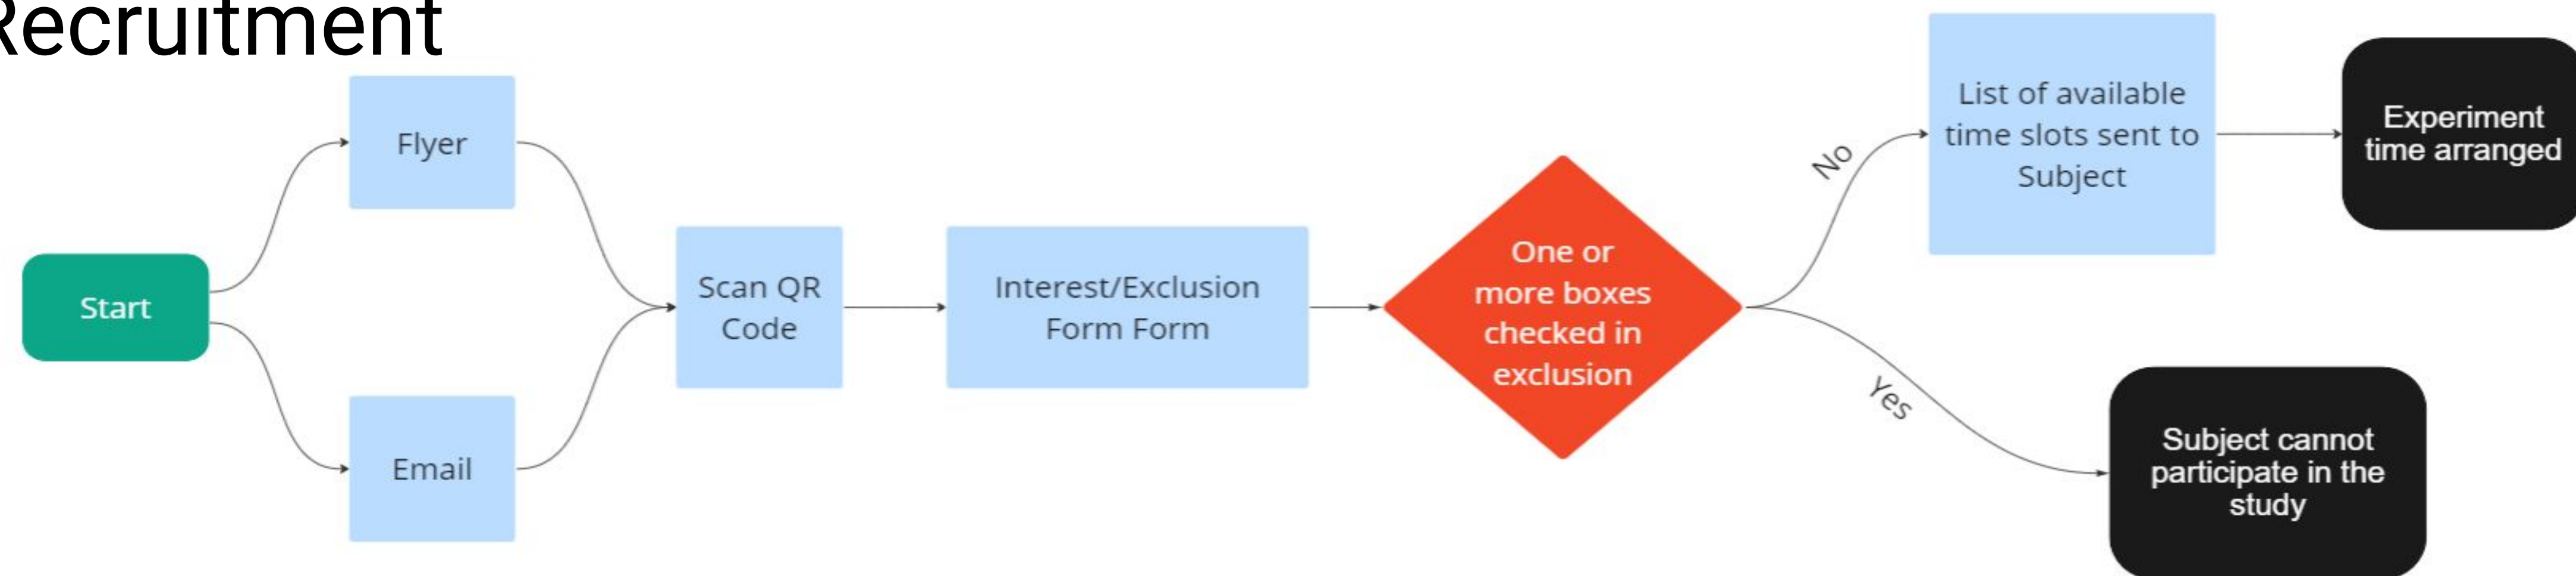 Recruitment
Flyer
Start
Email
Scan QR
Code
Interest/Exclusion
Form Form
One or
more boxes
checked in
exclusion
No
Yes
List of available
time slots sent to
Subject
Experiment
time arranged
Subject cannot
participate in the
study